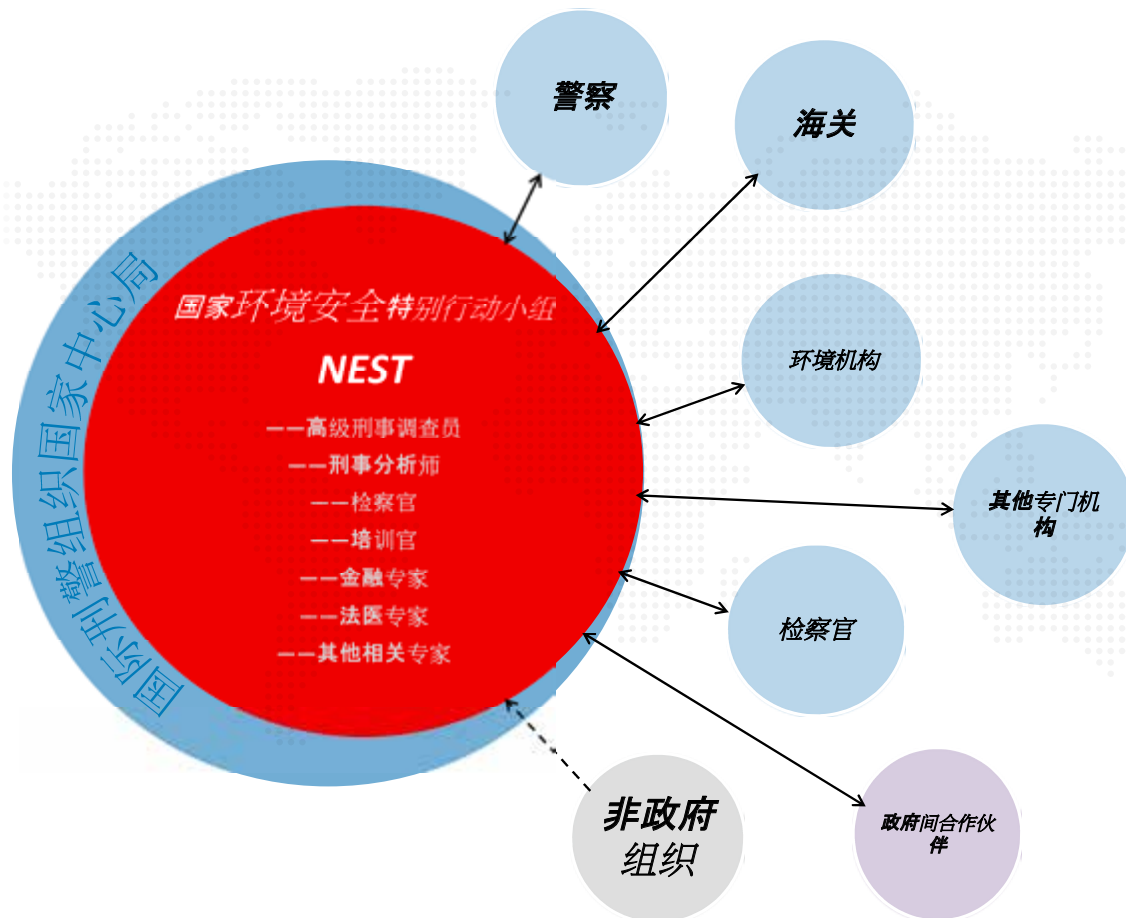 警察
海关
国际刑警组织国家中心局
国家环境安全特别行动小组
NEST
——高级刑事调查员
——刑事分析师
——检察官
——培训官
——金融专家
——法医专家
——其他相关专家
环境机构
其他专门机
构
检察官
非政府
组织
政府间合作伙
伴